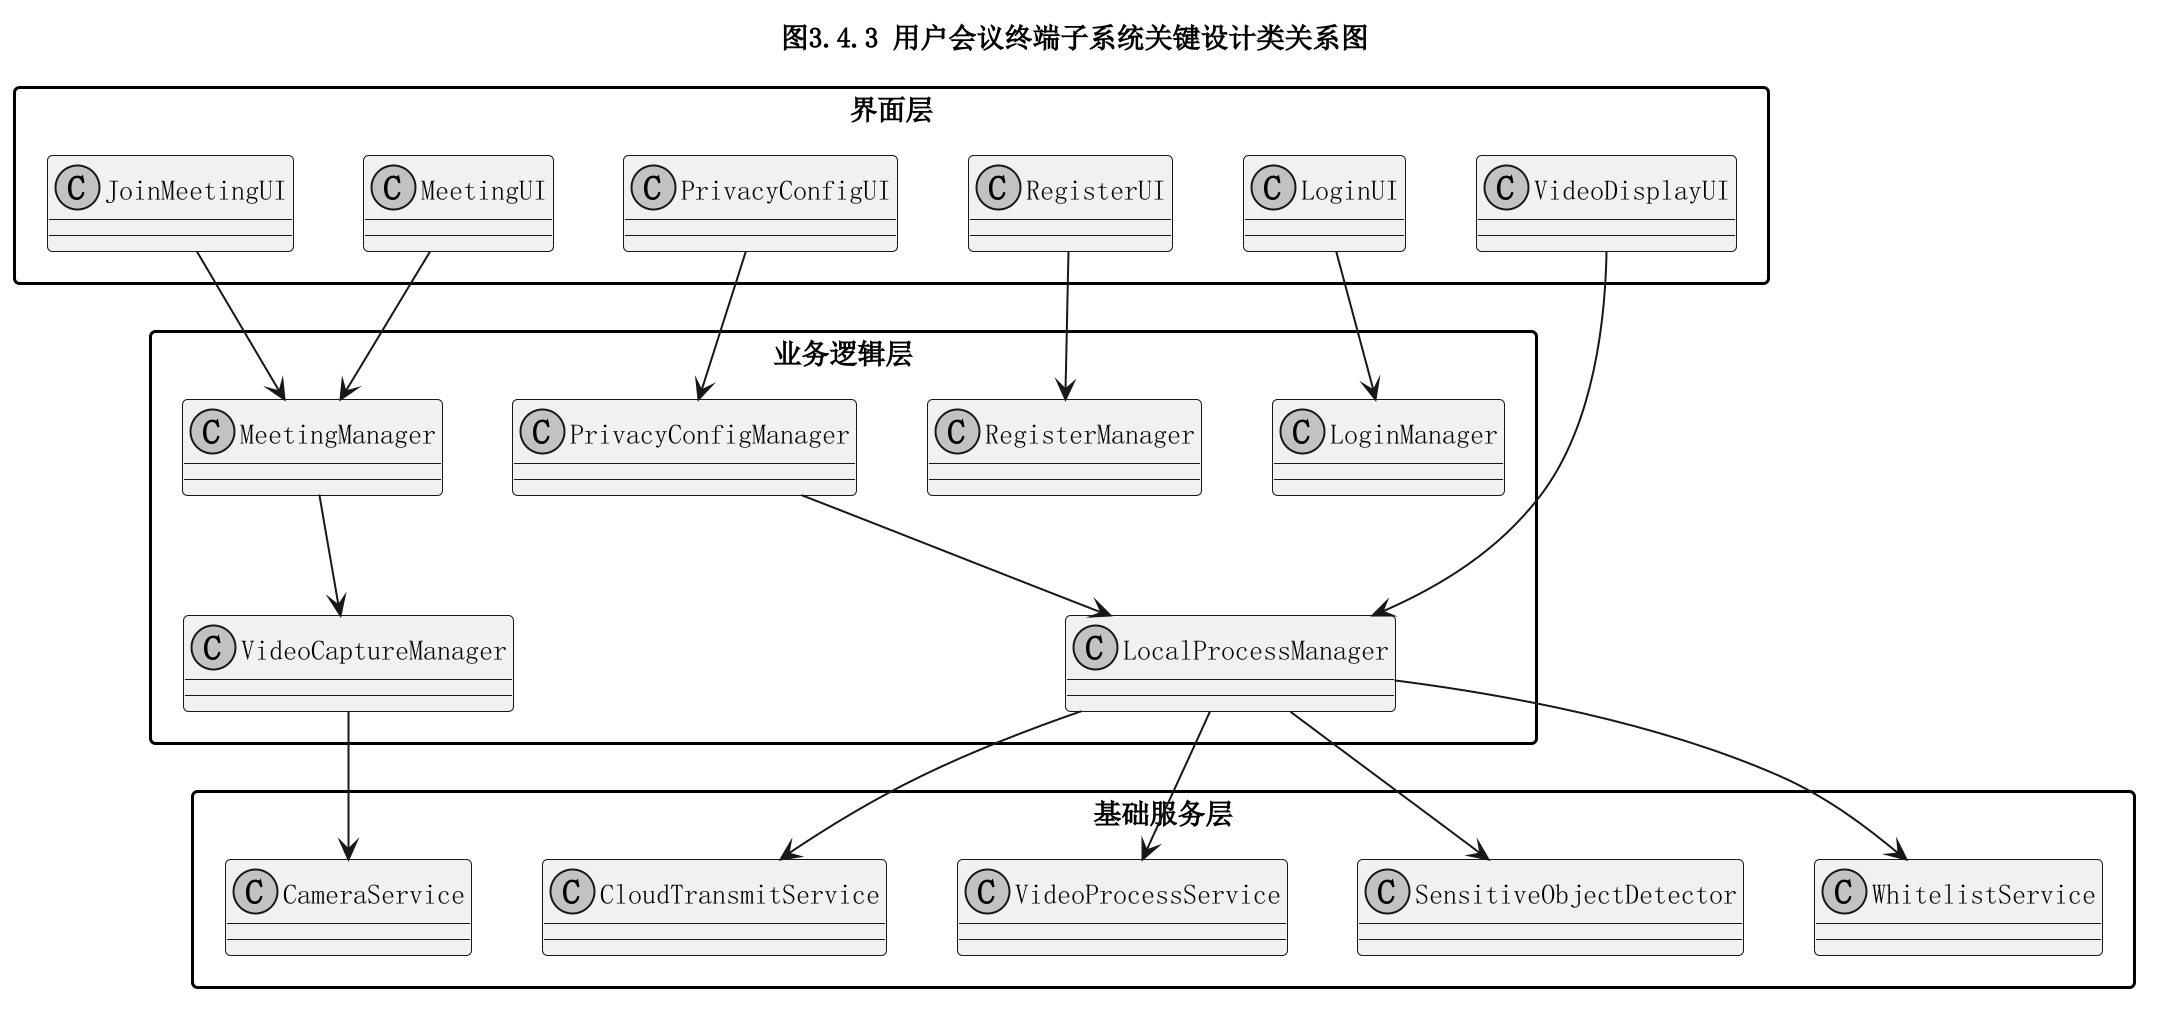 图3.4.3 用户会议终端子系统关键设计类关系图
界面层
C JoinMeetingUI
C MeetingUI
C PrivacyConfigUI
C RegisterUI
C LoginUI
C VideoDisplayUI
业务逻辑层
C MeetingManager
C PrivacyConfigManager
C RegisterManager
C LoginManager
C VideoCaptureManager
C LocalProcessManager
基础服务层
C CameraService
C CloudTransmitService
C VideoProcessService
C SensitiveObjectDetector
C WhitelistService